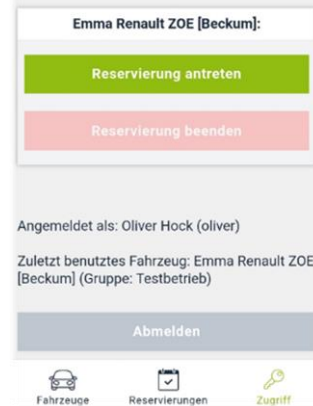 Emma Renault ZOE [Beckum]:
Reservierung antreten
Reservierung beenden
Angemeldet als: Oliver Hock (oliver)
Zuletzt benutztes Fahrzeug: Emma Renault ZOE
[Beckum] (Gruppe: Testbetrieb)
Abmelden
Fahrzeuge
Reservierungen
Zugriff